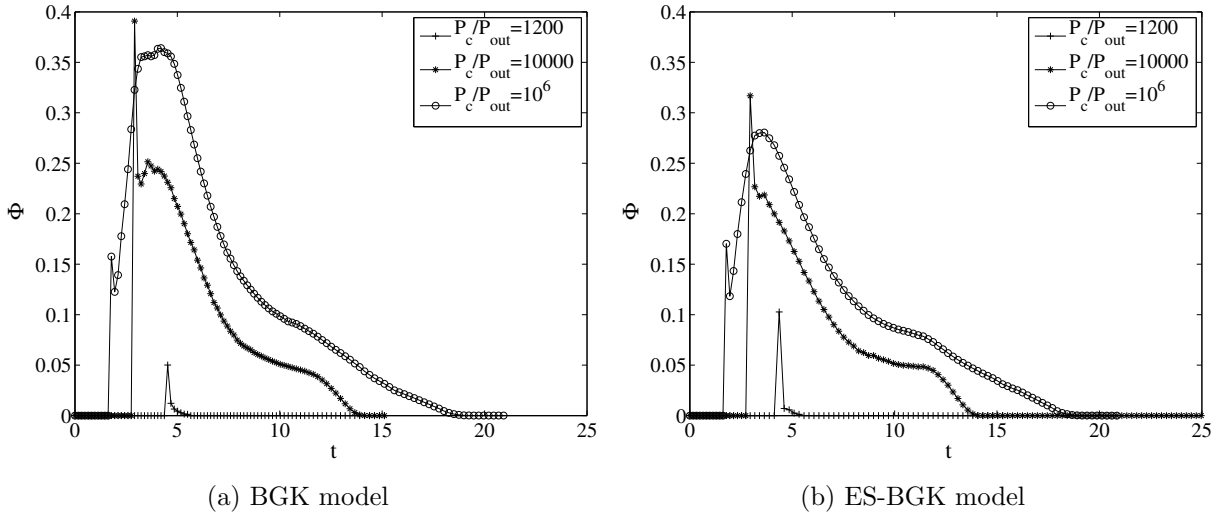 0.4
0.35
0.3
0.25
0.2
0.15
0.1
0.05
0
Φ
0 5 10 15 20 25
t
P_c/P_out=1200
P_c/P_out=10000
P_c/P_out=10^6
(a) BGK model
0.4
0.35
0.3
0.25
0.2
0.15
0.1
0.05
0
Φ
0 5 10 15 20 25
t
P_c/P_out=1200
P_c/P_out=10000
P_c/P_out=10^6
(b) ES-BGK model